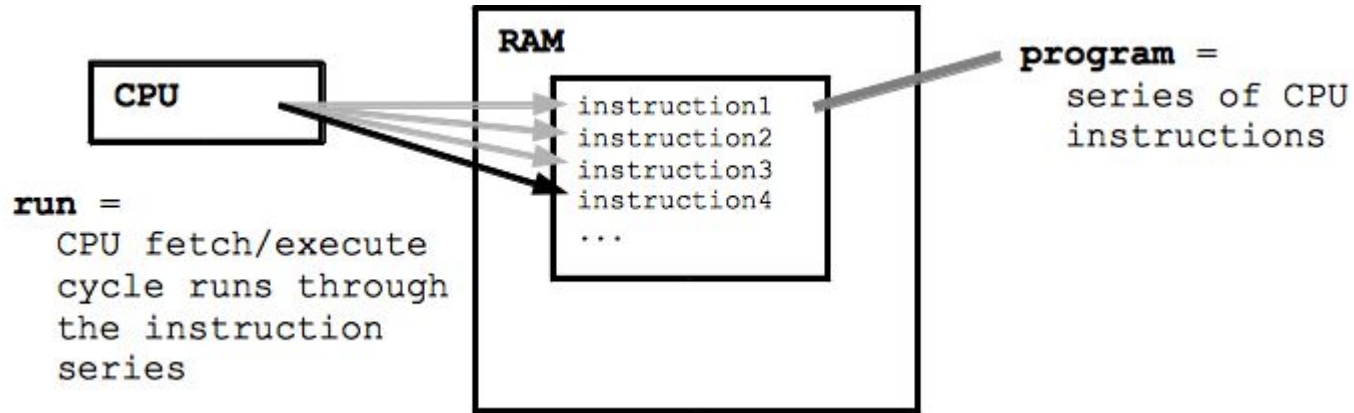 CPU
run =
CPU fetch/execute
cycle runs through
the instruction
series
RAM
instruction1
instruction2
instruction3
instruction4
...
program =
series of CPU
instructions